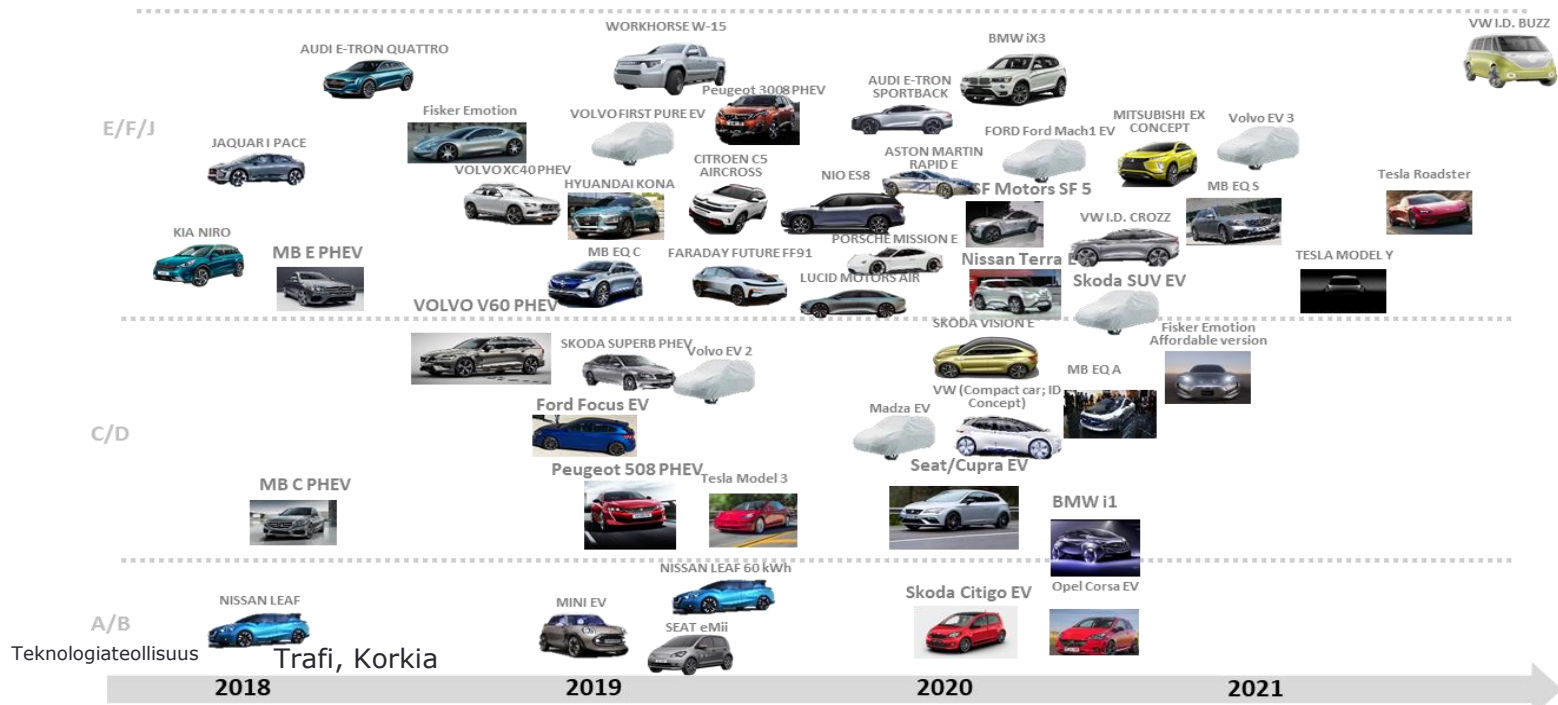 WORKHORSE W-15
VW I.D. BUZZ
AUDI E-TRON QUATTRO
BMW iX3
AUDI E-TRON
SPORTBACK
Peugeot 3008 PHEV
Fisker Emotion
VOLVO FIRST PURE EV
MITSUBISHI EX
CONCEPT
Volvo EV 3
E/F/J
FORD Ford Mach1 EV
JAQUAR I PACE
ASTON MARTIN
RAPID E
CITROEN C5
AIRCROSS
VOLVO XC40 PHEV
NIO ES8
Tesla Roadster
HYUANDAI KONA
SF Motors SF 5
MB EQ S
VW I.D. CROZZ
KIA NIRO
PORSCHE MISSION E
MB E PHEV
MB EQ C
FARADAY FUTURE FF91
TESLA MODEL Y
Nissan Terra E
LUCID MOTORS AIR
Skoda SUV EV
VOLVO V60 PHEV
SKODA VISION E
Fisker Emotion
Affordable version
SKODA SUPERB PHEV
Volvo EV 2
MB EQ A
VW (Compact car; ID
Concept)
Ford Focus EV
Madza EV
C/D
Seat/Cupra EV
Peugeot 508 PHEV
Tesla Model 3
MB C PHEV
BMW i1
NISSAN LEAF 60 kWh
Opel Corsa EV
Skoda Citigo EV
NISSAN LEAF
MINI EV
A/B
SEAT eMii
Teknologiateollisuus
Trafi, Korkia
2018
2019
2020
2021